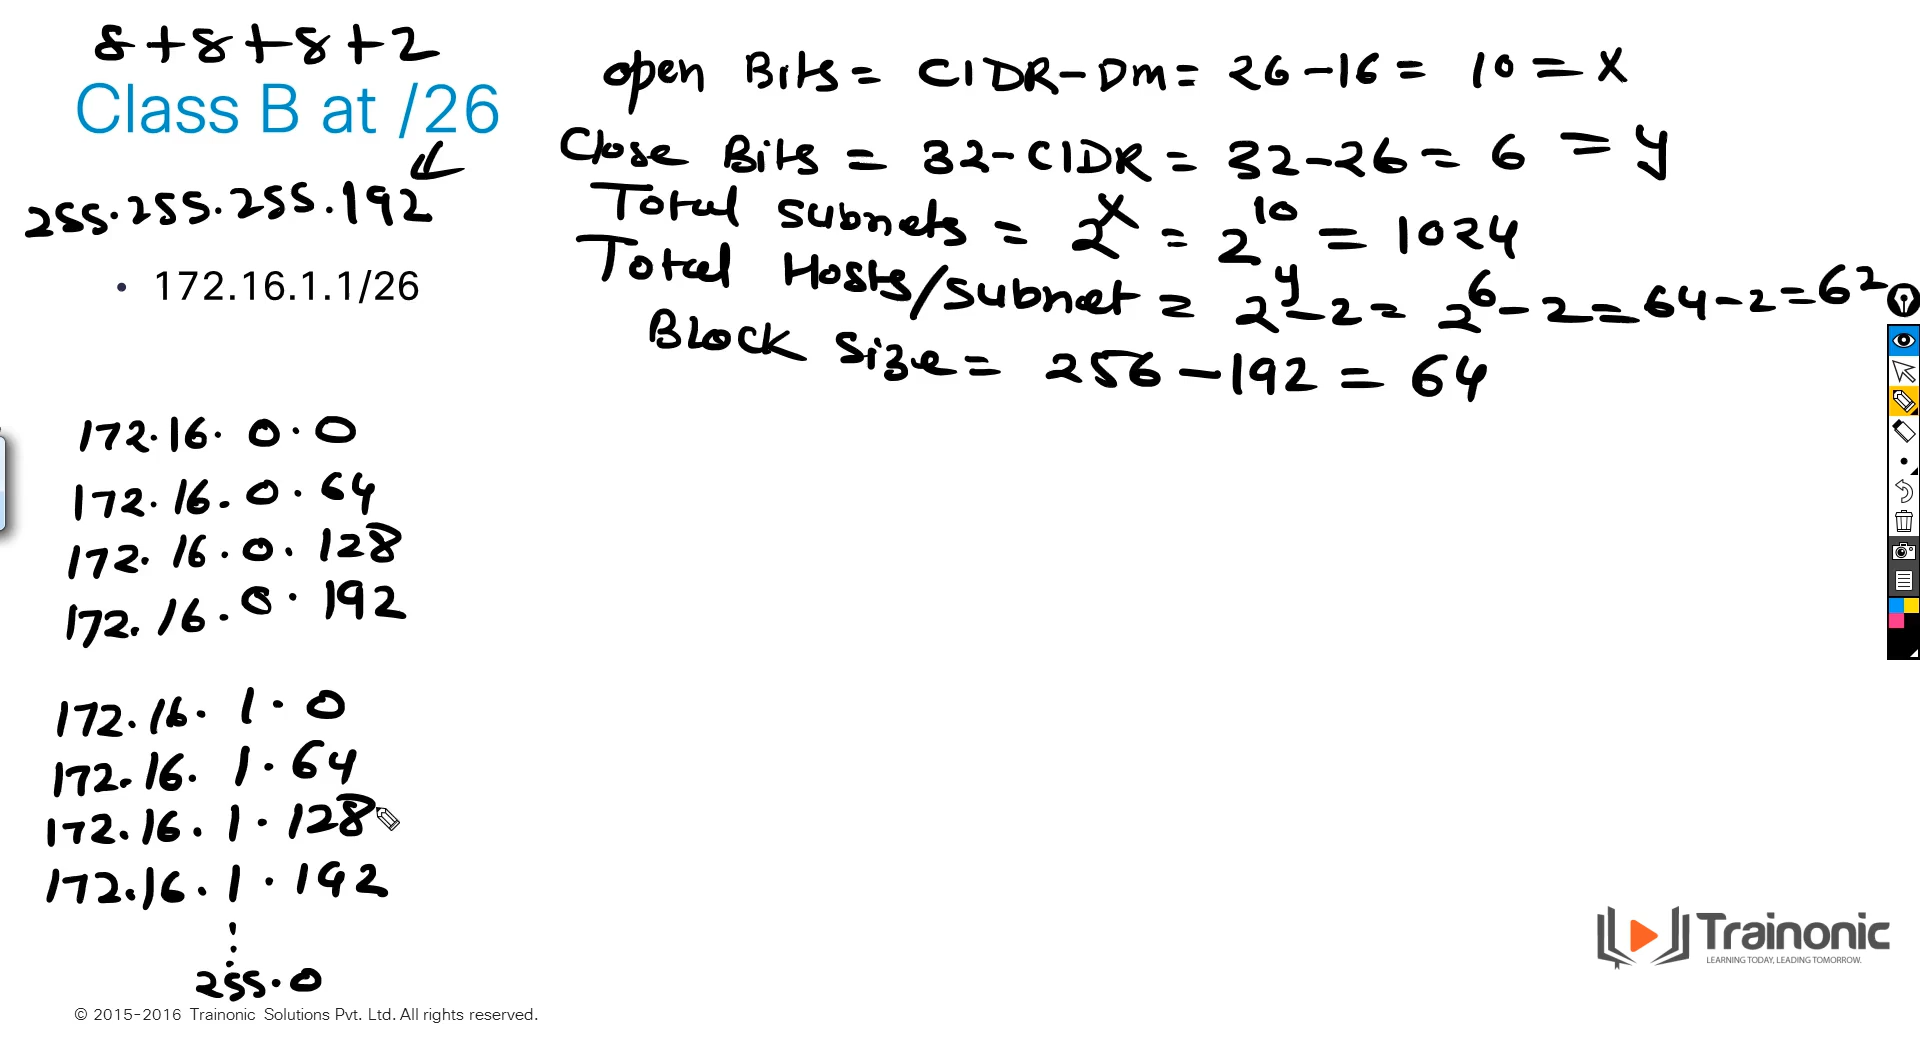 8+8+8+2
Class B at /26
255.255.255.192
• 172.16.1.1/26
open Bits = CIDR-Dm = 26-16 = 10 = X
Close Bits = 32-CIDR = 32-26 = 6 = y
Total subnets = 2^X = 2^10 = 1024
Total Hosts/subnet = 2^y-2 = 2^6-2 = 64-2 = 62
Block Size = 256-192 = 64
172.16.0.0
172.16.0.64
172.16.0.128
172.16.0.192
172.16.1.0
172.16.1.64
172.16.1.128
172.16.1.192
255.0
Trainonic
LEARNING TODAY, LEADING TOMORROW.
© 2015-2016 Trainonic Solutions Pvt. Ltd. All rights reserved.